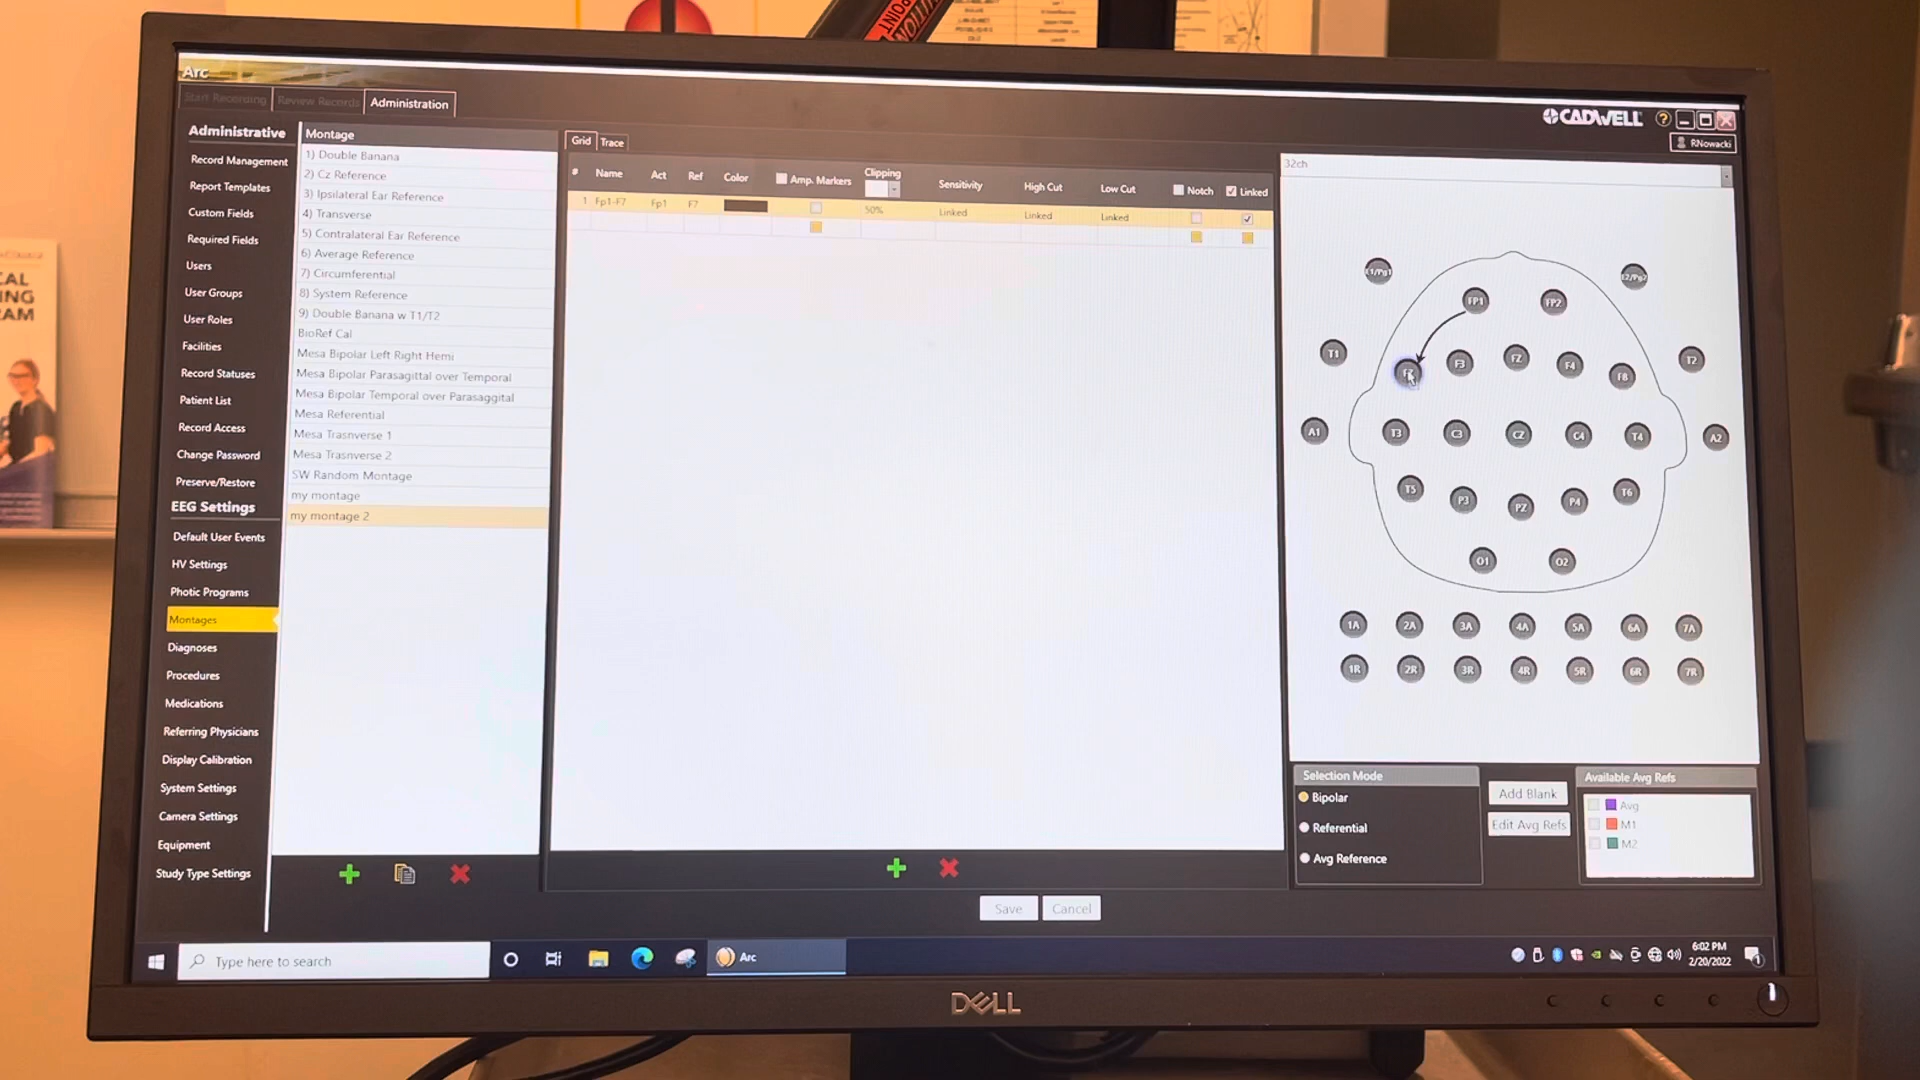 POINT
CAL
ING
AM
Arc
Start Recording Review Records Administration
CADWELL
?
RNowacki
Administrative
Record Management
Report Templates
Custom Fields
Required Fields
Users
User Groups
User Roles
Facilities
Record Statuses
Patient List
Record Access
Change Password
Preserve/Restore
EEG Settings
Default User Events
HV Settings
Photic Programs
Montages
Diagnoses
Procedures
Medications
Referring Physicians
Display Calibration
System Settings
Camera Settings
Equipment
Study Type Settings
Montage
1) Double Banana
2) Cz Reference
3) Ipsilateral Ear Reference
4) Transverse
5) Contralateral Ear Reference
6) Average Reference
7) Circumferential
8) System Reference
9) Double Banana w T1/T2
BioRef Cal
Mesa Bipolar Left Right Hemi
Mesa Bipolar Parasagittal over Temporal
Mesa Bipolar Temporal over Parasaggital
Mesa Referential
Mesa Trasnverse 1
Mesa Trasnverse 2
SW Random Montage
my montage
my montage 2
Grid Trace
# Name Act Ref Color Amp. Markers Clipping Sensitivity High Cut Low Cut Notch Linked
1 Fp1-F7 Fp1 F7 50% Linked Linked Linked
32ch
E1/Pg1 E2/Pg2
FP1 FP2
T1 F7 F3 FZ F4 F8 T2
A1 T3 C3 CZ C4 T4 A2
T5 P3 PZ P4 T6
O1 O2
1A 2A 3A 4A 5A 6A 7A
1R 2R 3R 4R 5R 6R 7R
Selection Mode
Bipolar
Referential
Avg Reference
Add Blank
Edit Avg Refs
Available Avg Refs
Avg
M1
M2
Save Cancel
Type here to search
Arc
6:02 PM
2/20/2022
1
DELL